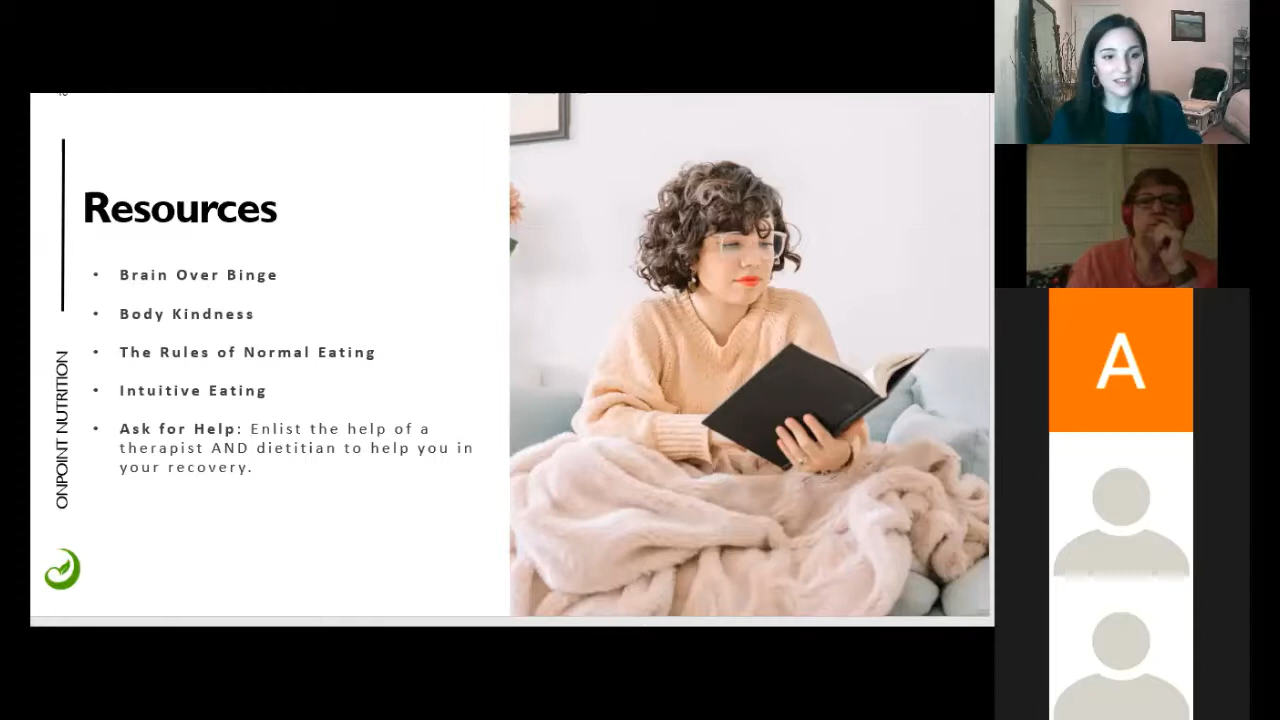 Resources
• Brain Over Binge
• Body Kindness
• The Rules of Normal Eating
• Intuitive Eating
• Ask for Help: Enlist the help of a
therapist AND dietitian to help you in
your recovery.
ONPOINT NUTRITION
A